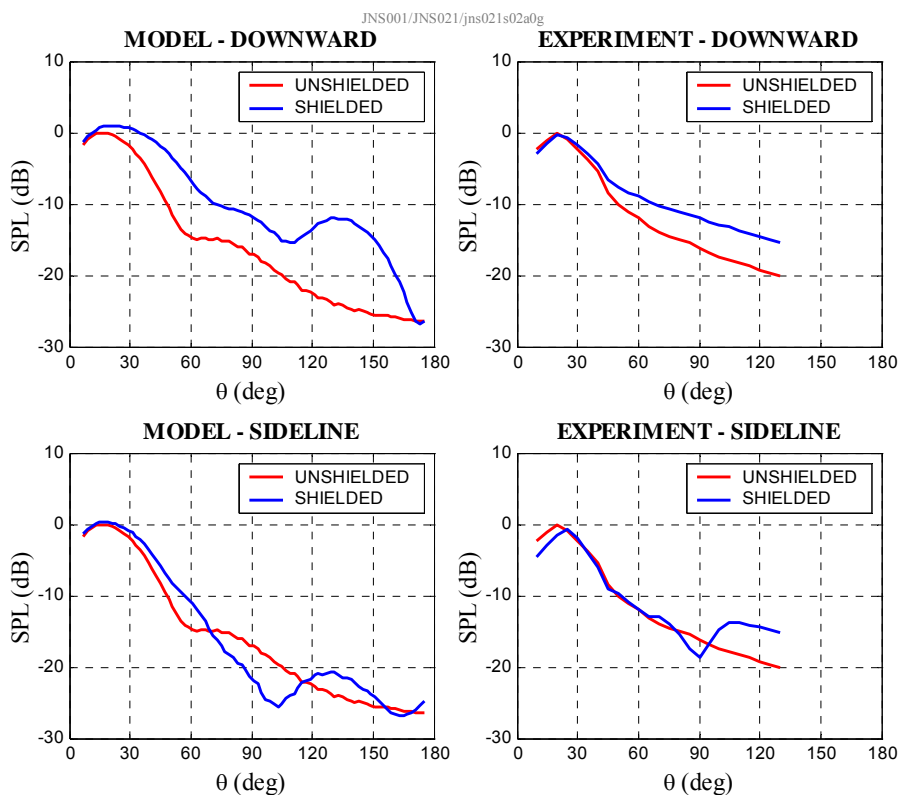 JNS001/JNS021/jns021s02a0g
MODEL - DOWNWARD
10
0
-10
-20
-30
SPL (dB)
0 30 60 90 120 150 180
θ (deg)
UNSHIELDED
SHIELDED
EXPERIMENT - DOWNWARD
10
0
-10
-20
-30
SPL (dB)
0 30 60 90 120 150 180
θ (deg)
UNSHIELDED
SHIELDED
MODEL - SIDELINE
10
0
-10
-20
-30
SPL (dB)
0 30 60 90 120 150 180
θ (deg)
UNSHIELDED
SHIELDED
EXPERIMENT - SIDELINE
10
0
-10
-20
-30
SPL (dB)
0 30 60 90 120 150 180
θ (deg)
UNSHIELDED
SHIELDED